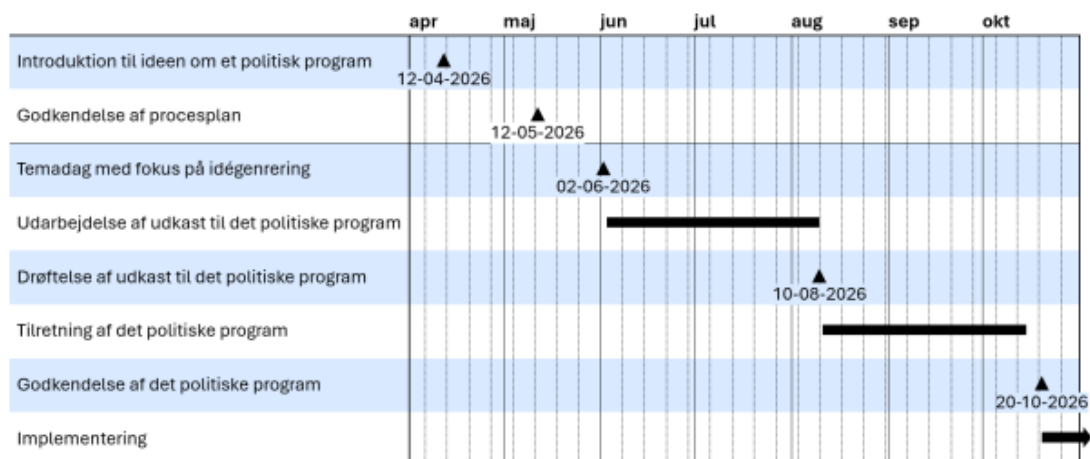 apr maj jun jul aug sep okt
Introduktion til ideen om et politisk program
12-04-2026
Godkendelse af procesplan
12-05-2026
Temadag med fokus på idégenrering
02-06-2026
Udarbejdelse af udkast til det politiske program
Drøftelse af udkast til det politiske program
10-08-2026
Tilretning af det politiske program
Godkendelse af det politiske program
20-10-2026
Implementering